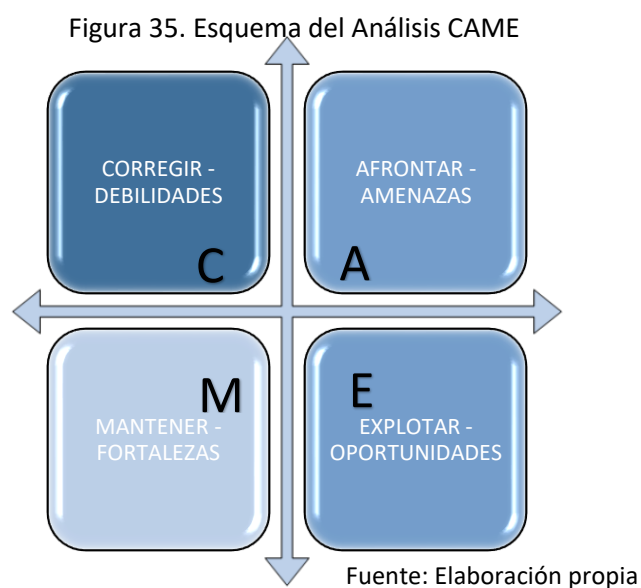 Figura 35. Esquema del Análisis CAME
CORREGIR -
DEBILIDADES
C
AFRONTAR -
AMENAZAS
A
M
MANTENER -
FORTALEZAS
E
EXPLOTAR -
OPORTUNIDADES
Fuente: Elaboración propia